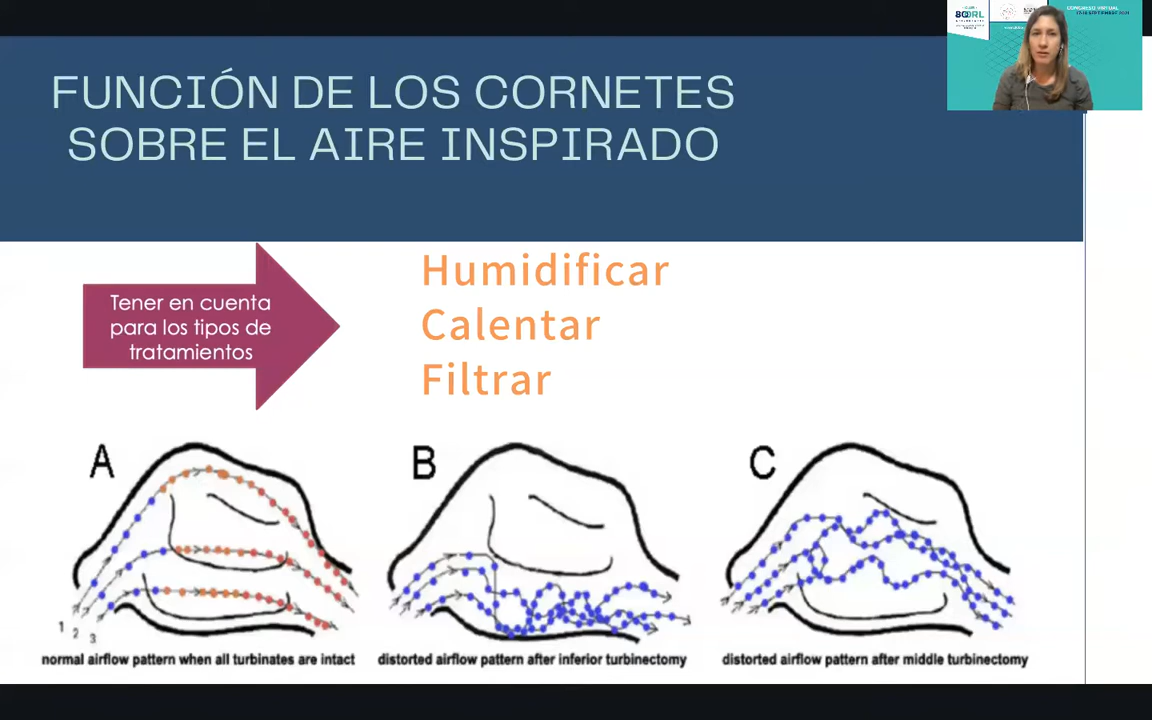 FUNCIÓN DE LOS CORNETES
SOBRE EL AIRE INSPIRADO
CONGRESO VIRTUAL
Tener en cuenta
para los tipos de
tratamientos
Humidificar
Calentar
Filtrar
A
B
C
1
2
3
normal airflow pattern when all turbinates are intact
distorted airflow pattern after inferior turbinectomy
distorted airflow pattern after middle turbinectomy